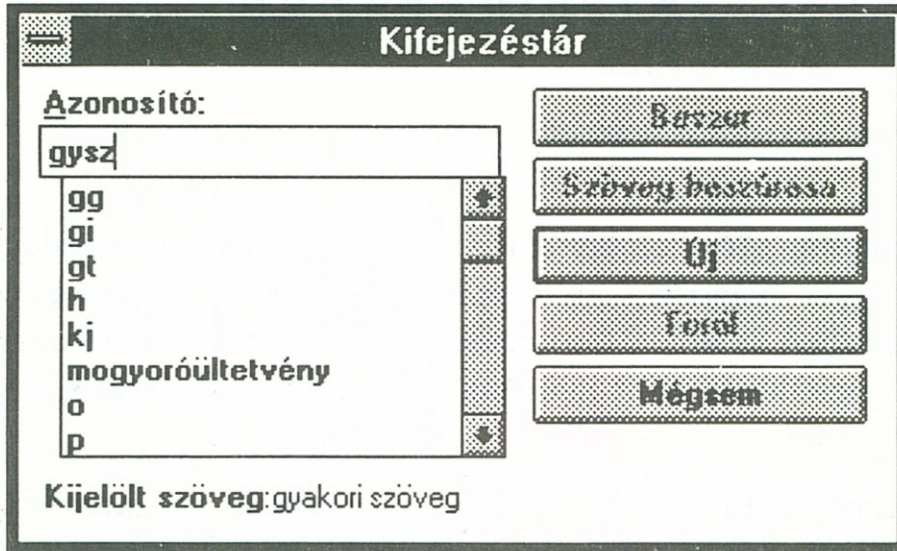 Kifejezéstár
Azonosító:
gysz
gg
gi
gt
h
kj
mogyoróültetvény
o
p
Kijelölt szöveg:gyakori szöveg
Beszúr
Szöveg beszúrása
Új
Töröl
Mégsem